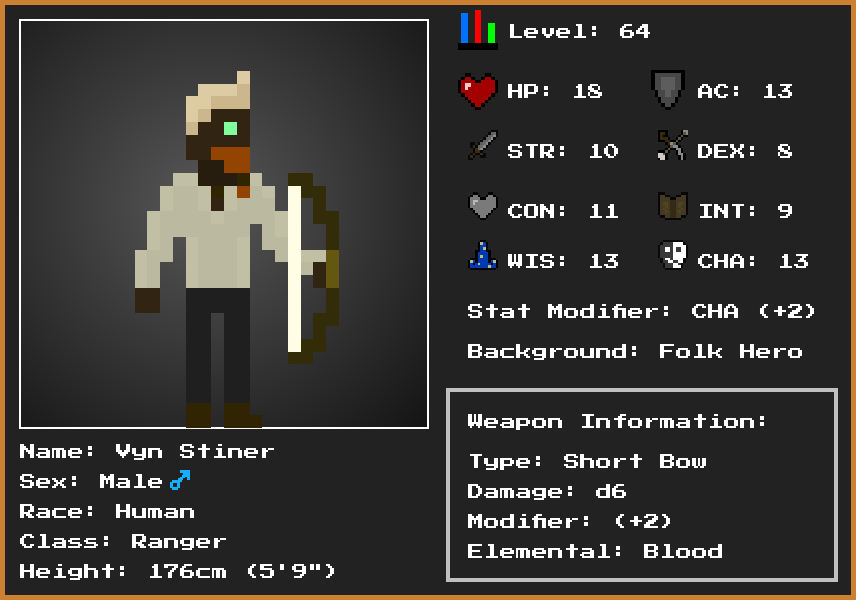 Level: 64
HP: 18
AC: 13
STR: 10
DEX: 8
CON: 11
INT: 9
WIS: 13
CHA: 13
Stat Modifier: CHA (+2)
Background: Folk Hero
Weapon Information:
Type: Short Bow
Damage: d6
Modifier: (+2)
Elemental: Blood
Name: Vyn Stiner
Sex: Male ♂
Race: Human
Class: Ranger
Height: 176cm (5'9")